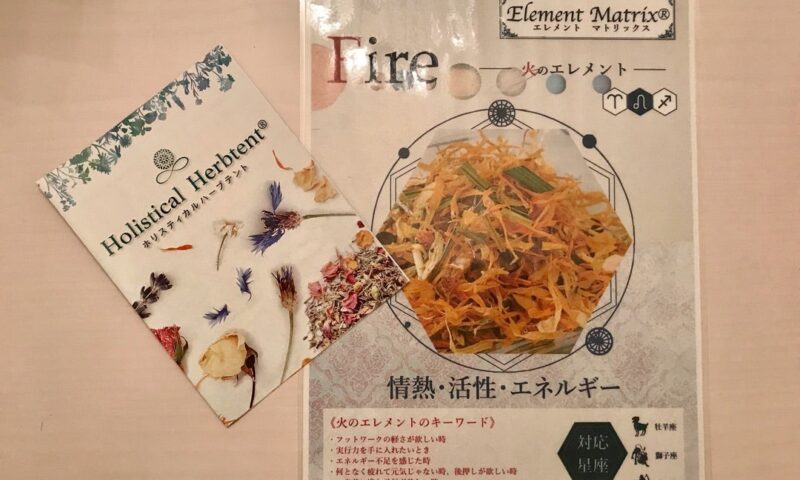 Holistical Herbtent®
ホリスティカル ハーブテント
Element Matrix®
エレメント マトリックス
Fire
火のエレメント
♈ ♌ ♐
情熱・活性・エネルギー
《火のエレメントのキーワード》
・フットワークの軽さが欲しい時
・実行力を手に入れたいとき
・エネルギー不足を感じた時
・何となく疲れて元気じゃない時、後押しが欲しい時
対応
星座
牡羊座
獅子座